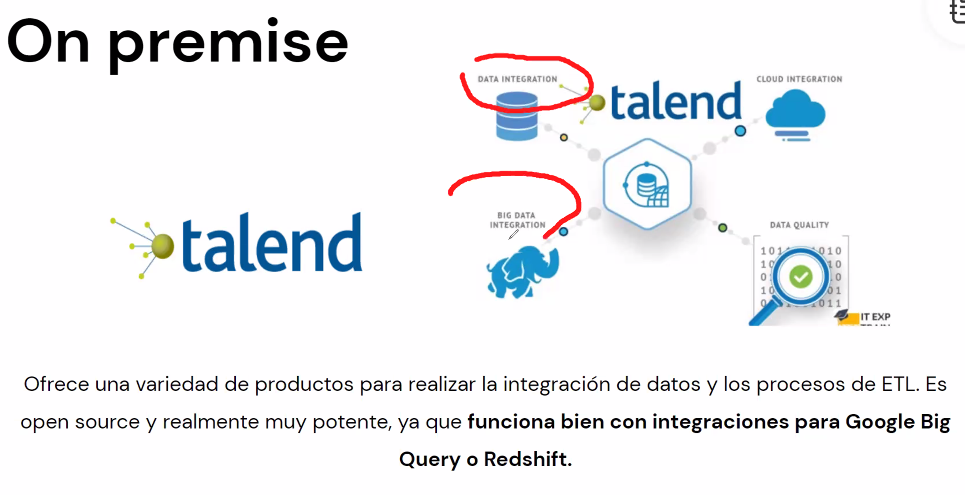 On premise
DATA INTEGRATION
talend
CLOUD INTEGRATION
BIG DATA
INTEGRATION
DATA QUALITY
talend
IT EXP
Ofrece una variedad de productos para realizar la integración de datos y los procesos de ETL. Es
open source y realmente muy potente, ya que funciona bien con integraciones para Google Big
Query o Redshift.